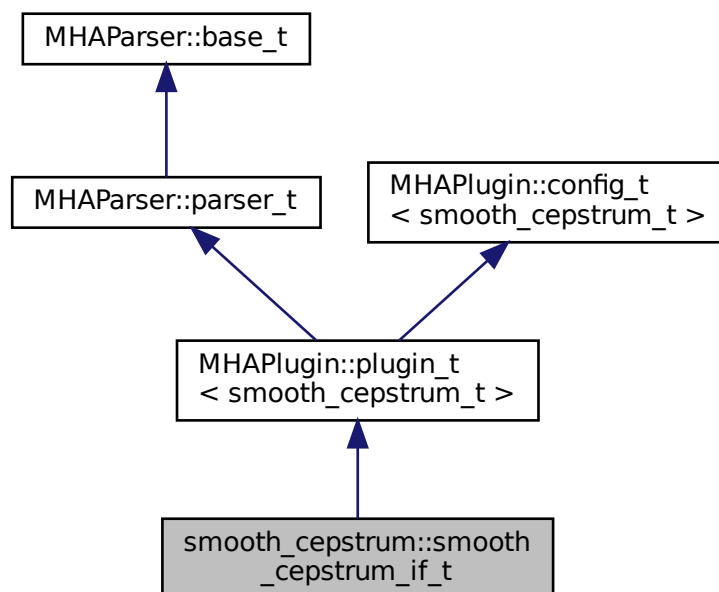 MHAParser::base_t
MHAParser::parser_t
MHAPlugin::config_t
< smooth_cepstrum_t >
MHAPlugin::plugin_t
< smooth_cepstrum_t >
smooth_cepstrum::smooth
_cepstrum_if_t